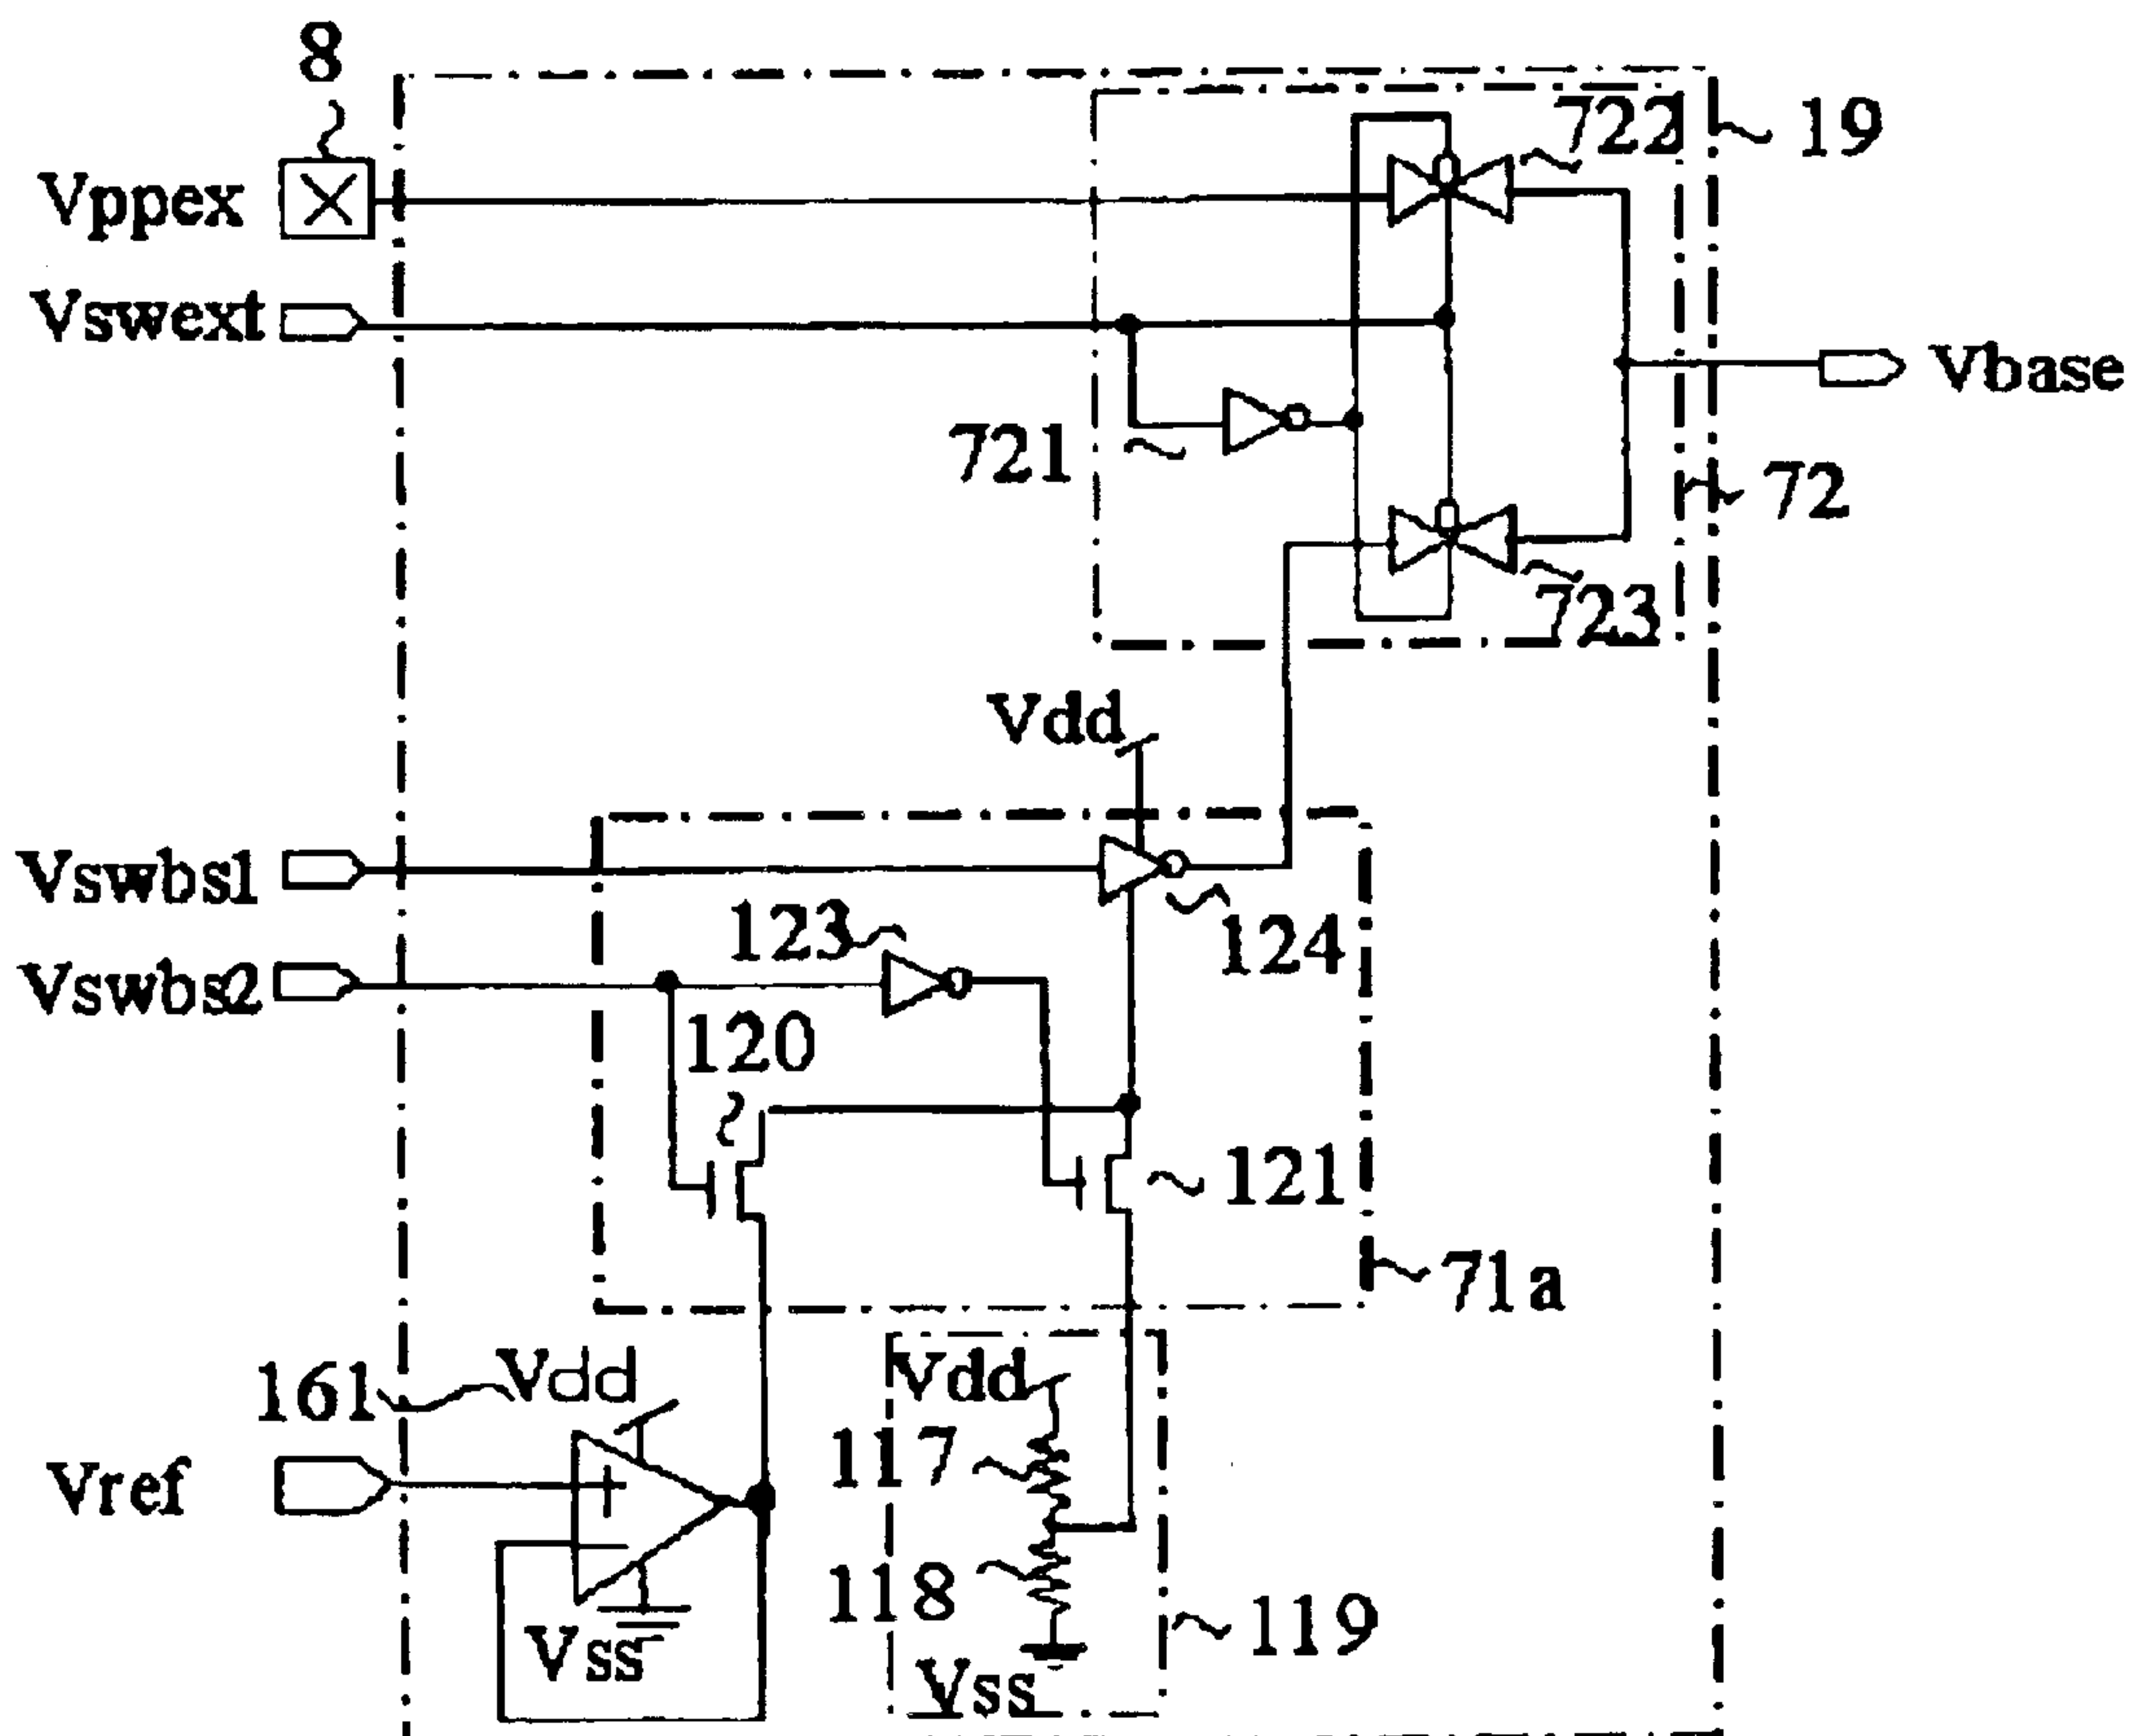 8
722
19
Vppex
Vswext
Vbase
721
72
723
Vdd
Vswbs1
123
124
Vswbs2
120
121
71a
161
Vdd
Vdd
117
Vref
118
119
Vss
Vss